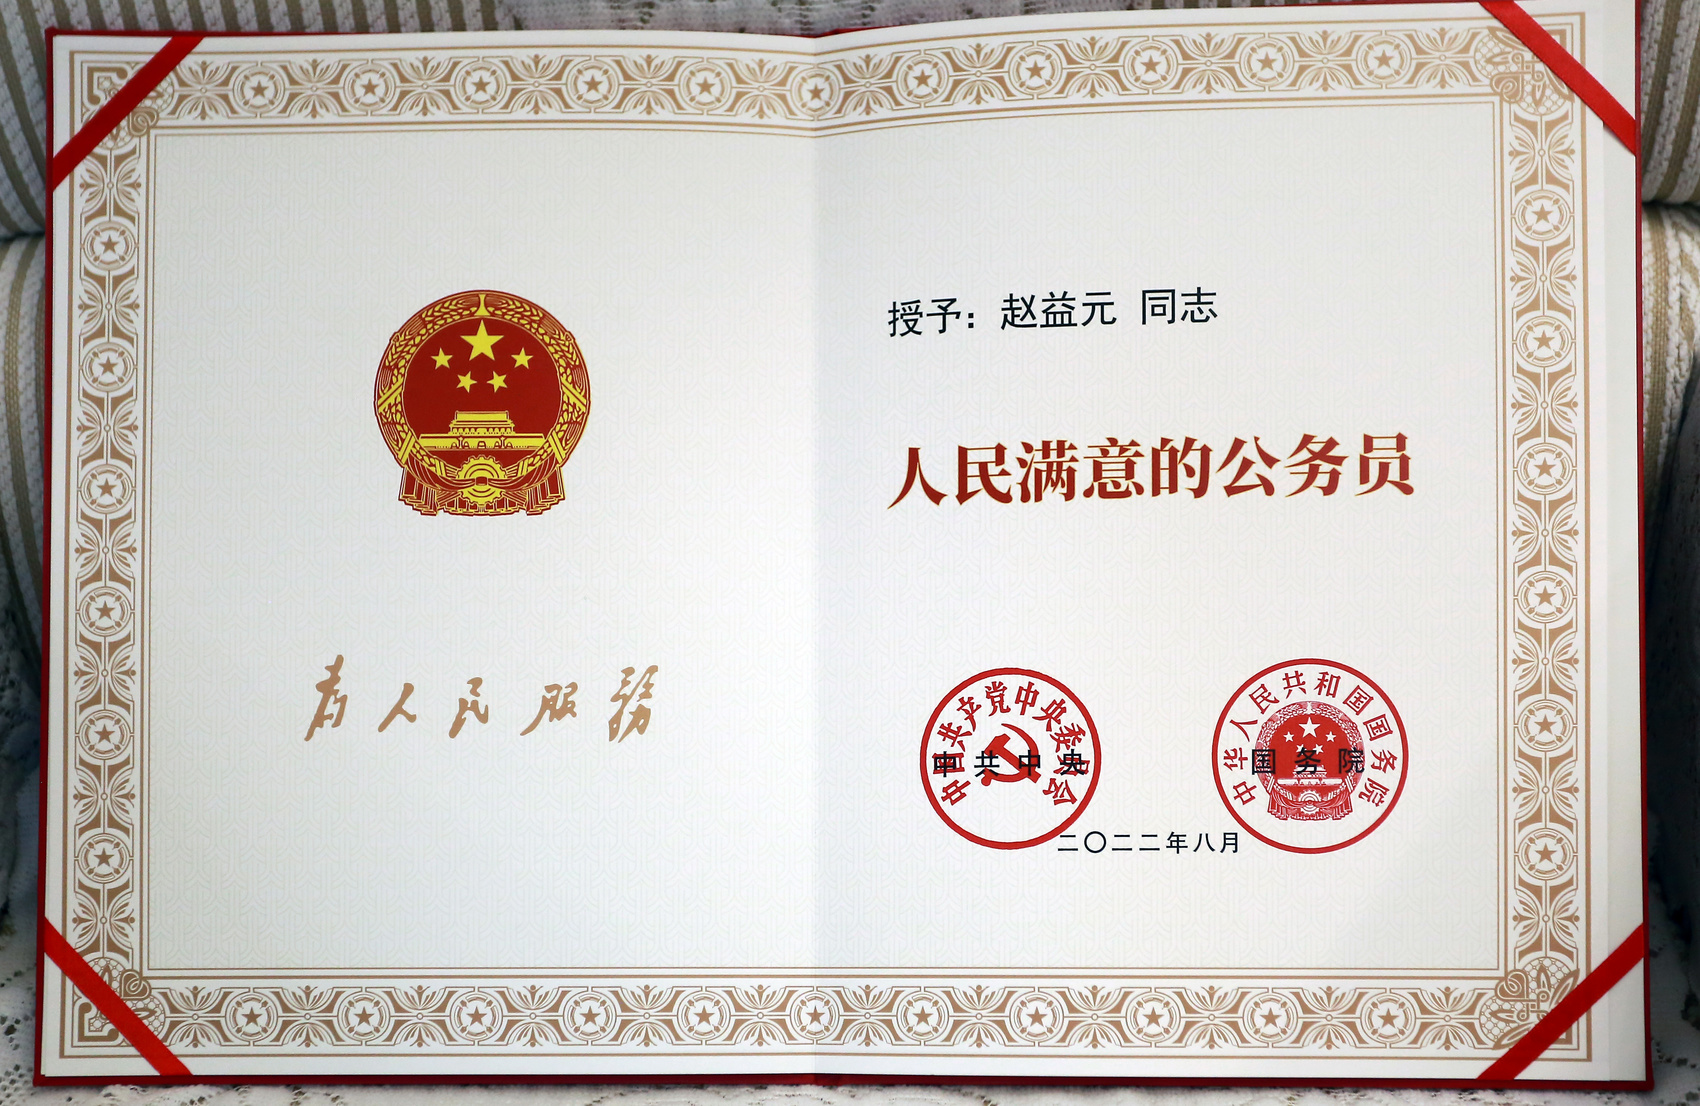 为人民服务
授予：赵益元 同志
人民满意的公务员
中国共产党中央委员会
中共中央
中华人民共和国国务院
国务院
二〇二二年八月